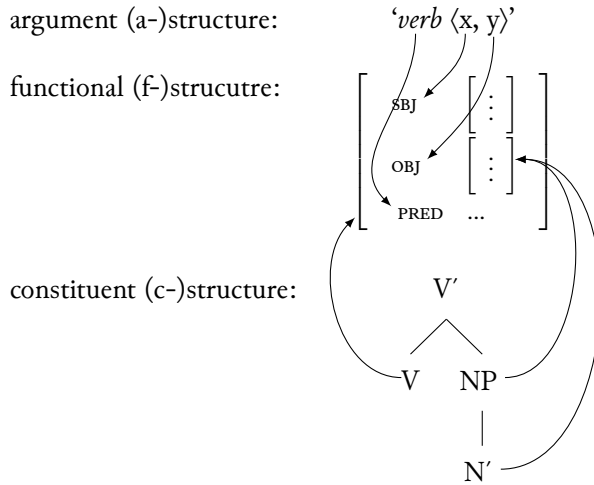 argument (a-)structure: ‘verb ⟨x, y⟩’
functional (f-)strucutre:
SBJ ⋮
OBJ ⋮
PRED ...
constituent (c-)structure: V′
V NP
N′